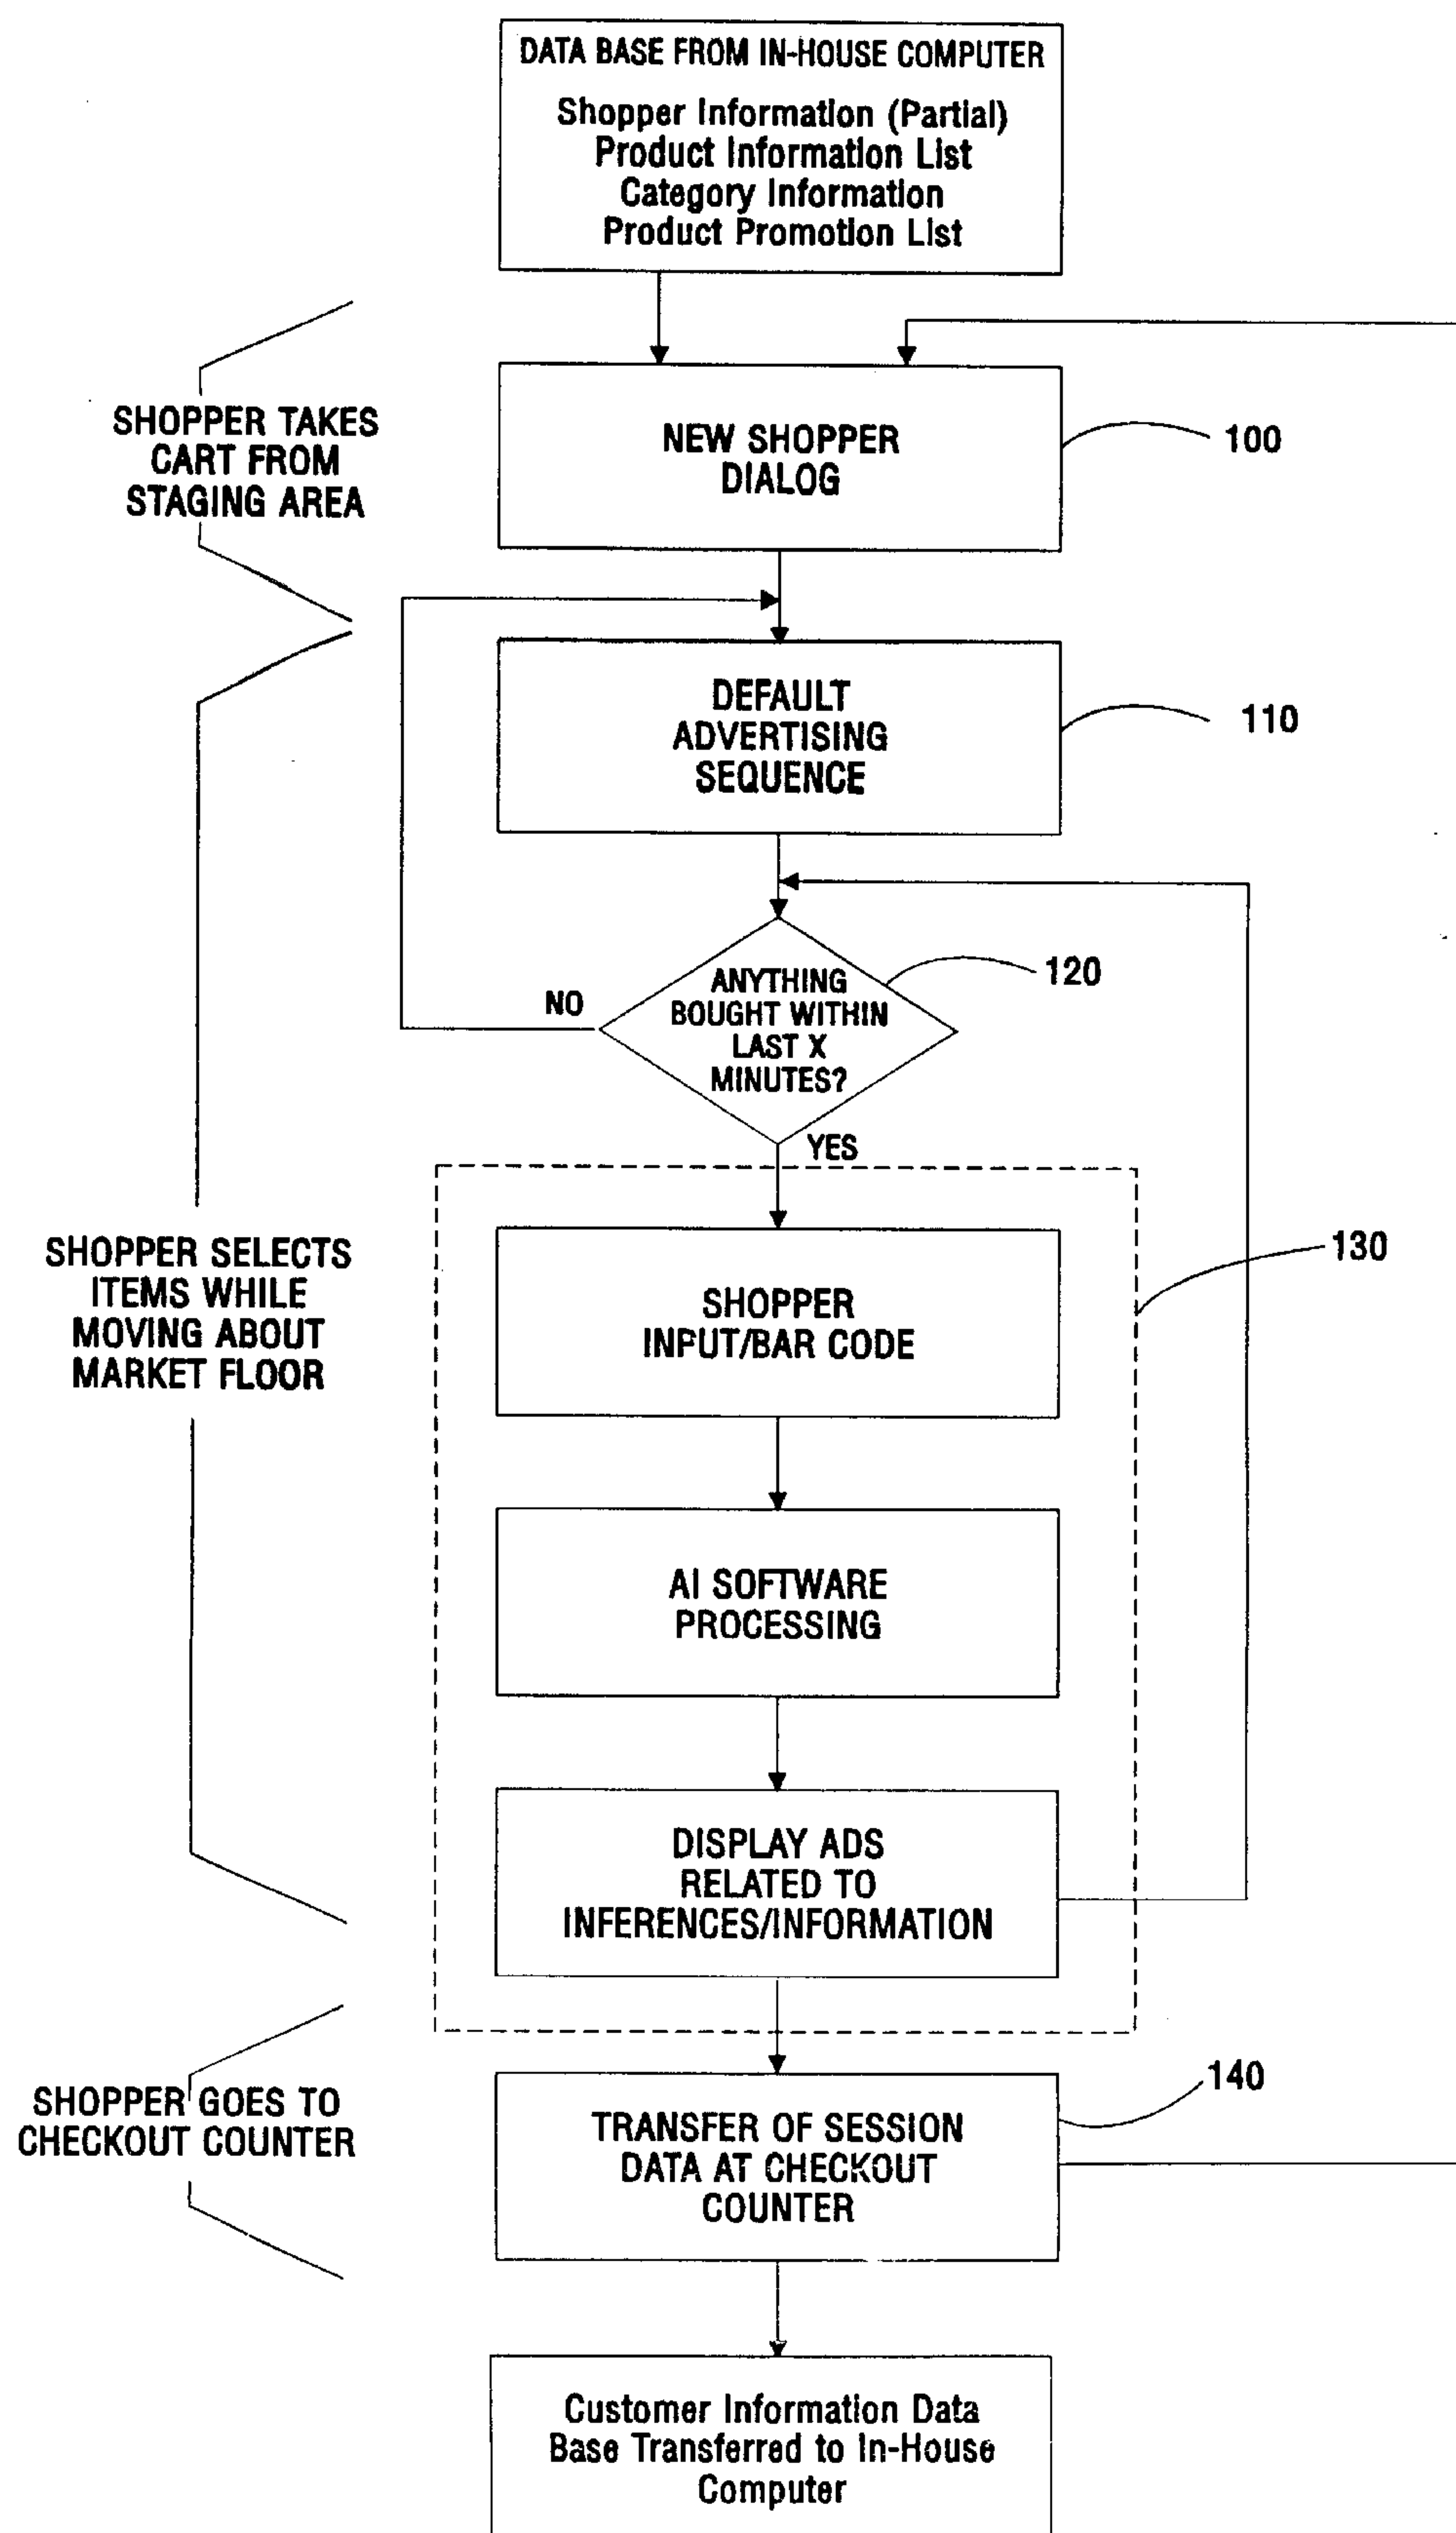 DATA BASE FROM IN-HOUSE COMPUTER
Shopper Information (Partial)
Product Information List
Category Information
Product Promotion List
SHOPPER TAKES
CART FROM
STAGING AREA
NEW SHOPPER
DIALOG
100
DEFAULT
ADVERTISING
SEQUENCE
110
ANYTHING
BOUGHT WITHIN
LAST X
MINUTES?
120
NO
YES
SHOPPER SELECTS
ITEMS WHILE
MOVING ABOUT
MARKET FLOOR
130
SHOPPER
INPUT/BAR CODE
AI SOFTWARE
PROCESSING
DISPLAY ADS
RELATED TO
INFERENCES/INFORMATION
SHOPPER GOES TO
CHECKOUT COUNTER
140
TRANSFER OF SESSION
DATA AT CHECKOUT
COUNTER
Customer Information Data
Base Transferred to In-House
Computer